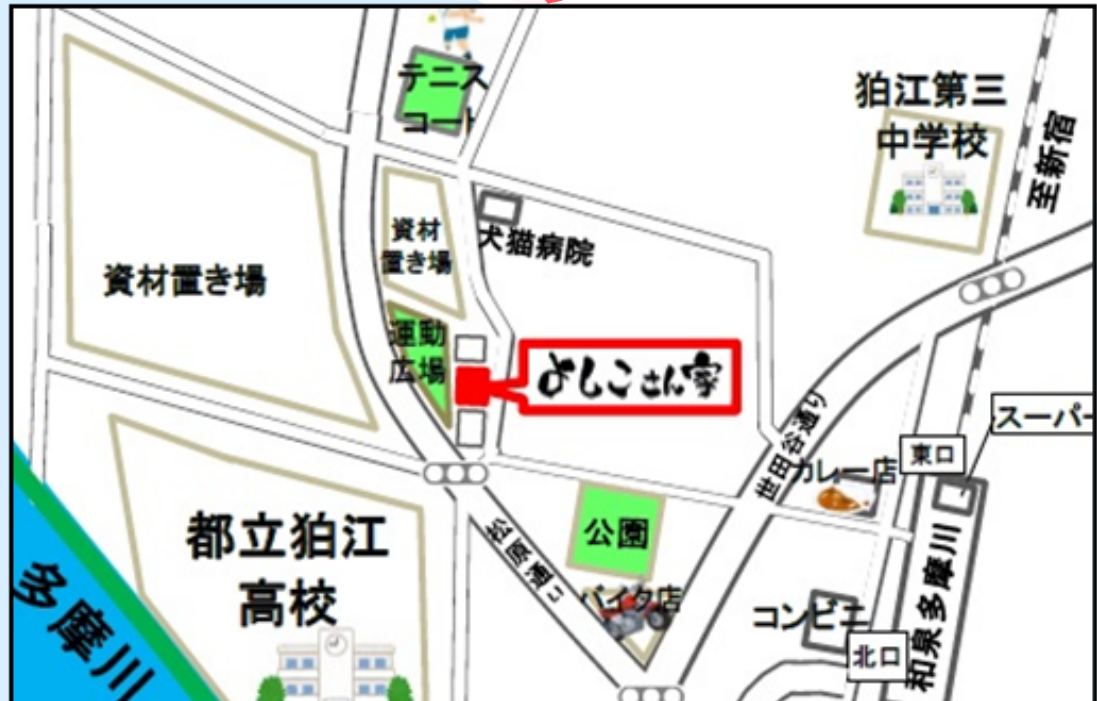 テニス
コート
狛江第三
中学校
至新宿
資材
置き場
犬猫病院
資材置き場
運動
広場
よしこさん家
世田谷通り
スーパー
東口
カレー店
都立狛江
高校
松原通り
公園
バイク店
コンビニ
北口
和泉多摩川
多摩川